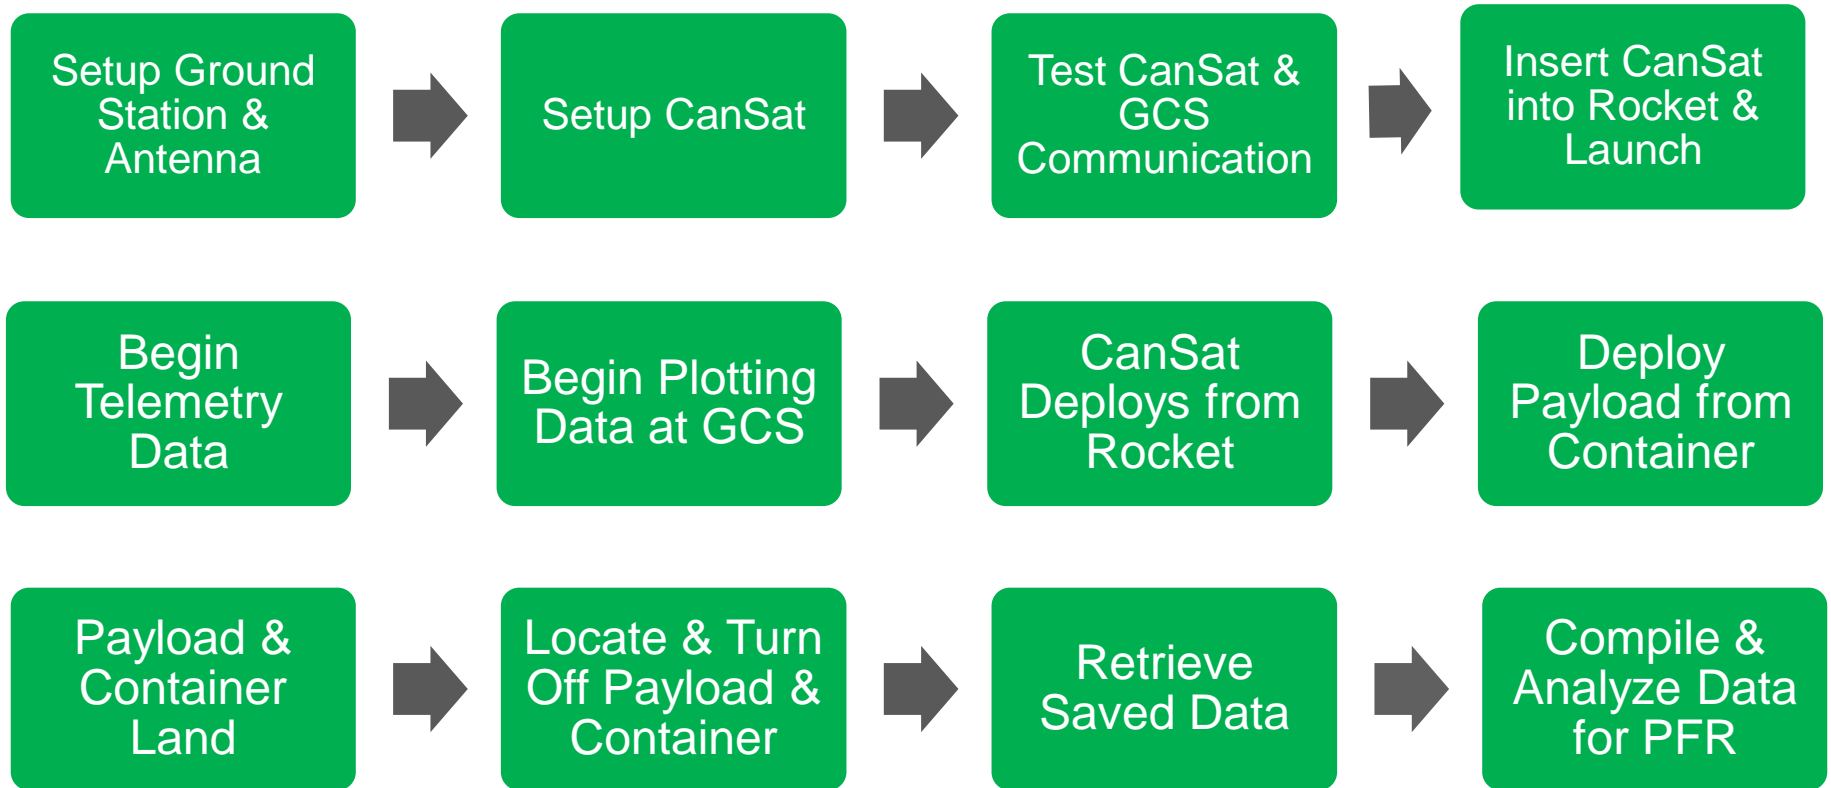 Setup Ground
Station &
Antenna
Setup CanSat
Test CanSat &
GCS
Communication
Insert CanSat
into Rocket &
Launch
Begin
Telemetry
Data
Begin Plotting
Data at GCS
CanSat
Deploys from
Rocket
Deploy
Payload from
Container
Payload &
Container
Land
Locate & Turn
Off Payload &
Container
Retrieve
Saved Data
Compile &
Analyze Data
for PFR